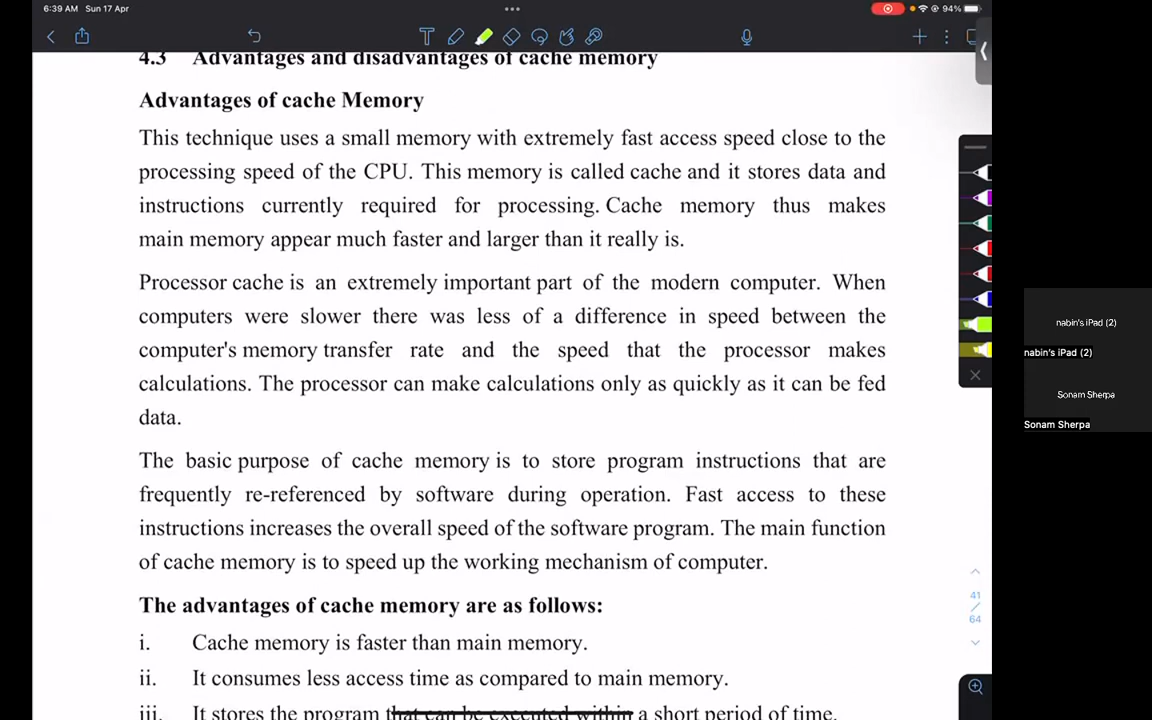 6:39 AM Sun 17 Apr
94%
4.3 Advantages and disadvantages of cache memory
Advantages of cache Memory
This technique uses a small memory with extremely fast access speed close to the
processing speed of the CPU. This memory is called cache and it stores data and
instructions currently required for processing. Cache memory thus makes
main memory appear much faster and larger than it really is.
Processor cache is an extremely important part of the modern computer. When
computers were slower there was less of a difference in speed between the
computer's memory transfer rate and the speed that the processor makes
calculations. The processor can make calculations only as quickly as it can be fed
data.
The basic purpose of cache memory is to store program instructions that are
frequently re-referenced by software during operation. Fast access to these
instructions increases the overall speed of the software program. The main function
of cache memory is to speed up the working mechanism of computer.
The advantages of cache memory are as follows:
i. Cache memory is faster than main memory.
ii. It consumes less access time as compared to main memory.
iii. It stores the program that can be executed within a short period of time.
41
/
64
nabin's iPad (2)
nabin's iPad (2)
Sonam Sherpa
Sonam Sherpa